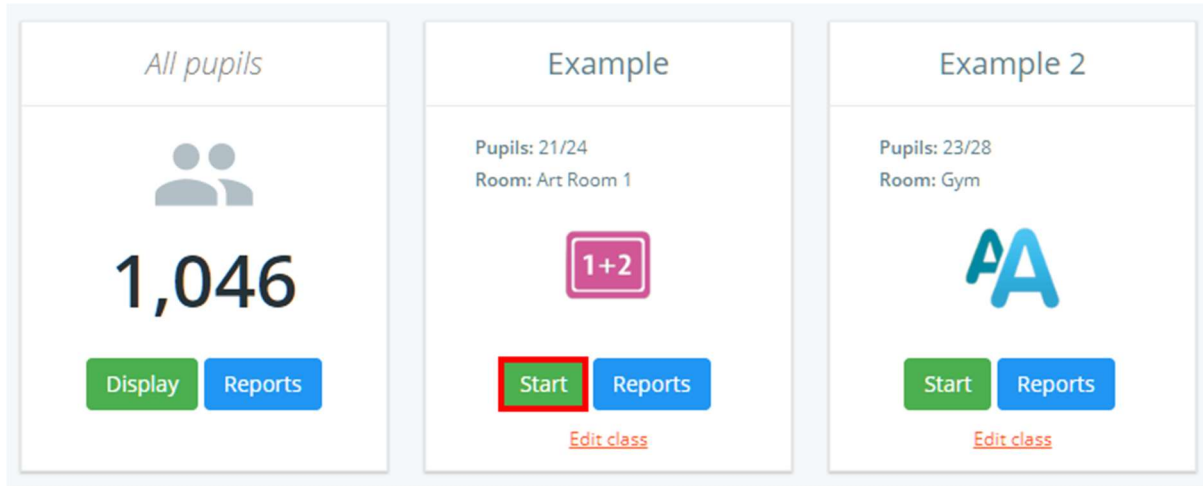 All pupils
1,046
Display Reports
Example
Pupils: 21/24
Room: Art Room 1
1+2
Start Reports
Edit class
Example 2
Pupils: 23/28
Room: Gym
AA
Start Reports
Edit class